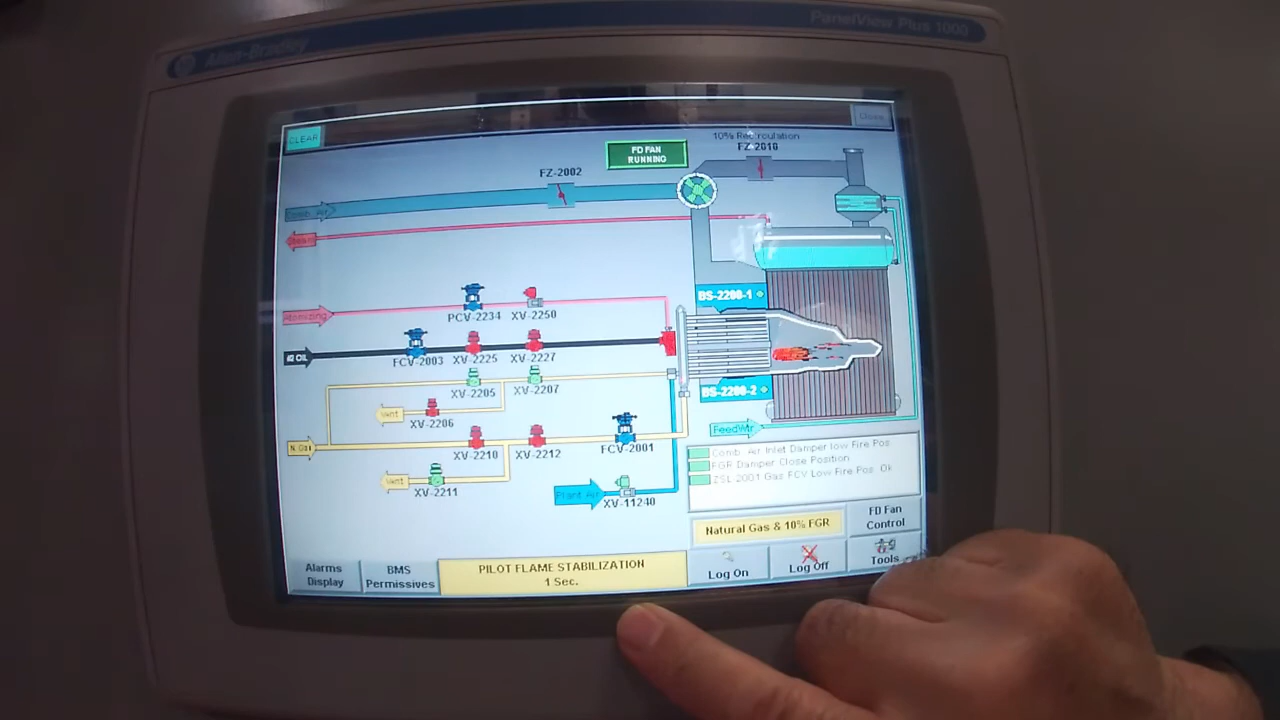 Allen-Bradley
PanelView Plus 1000
CLEAR
Close
FD FAN
RUNNING
10% Recirculation
FZ-2010
FZ-2002
Comb. Air
Steam
BS-2200-1
Atomizing
PCV-2234
XV-2250
#2 OIL
FCV-2003
XV-2225
XV-2227
XV-2205
XV-2207
BS-2200-2
Vent
XV-2206
FeedWtr
N. Gas
XV-2210
XV-2212
FCV-2001
Comb. Air Inlet Damper low Fire Pos.
FGR Damper Close Position
ZSL 2001 Gas FCV Low Fire Pos. Ok
Vent
XV-2211
Plant Air
XV-11240
Natural Gas & 10% FGR
FD Fan
Control
Alarms
Display
BMS
Permissives
PILOT FLAME STABILIZATION
1 Sec.
Log On
Log Off
Tools